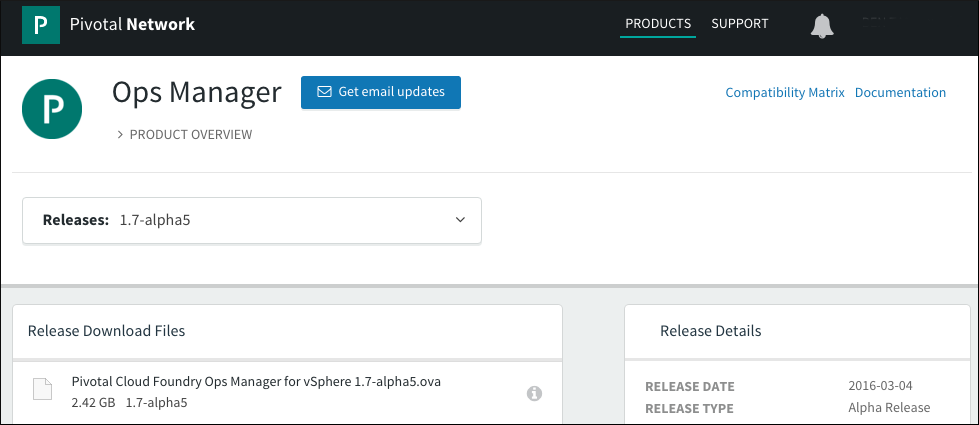 P Pivotal Network PRODUCTS SUPPORT
P Ops Manager Get email updates Compatibility Matrix Documentation
> PRODUCT OVERVIEW
Releases: 1.7-alpha5
Release Download Files
Pivotal Cloud Foundry Ops Manager for vSphere 1.7-alpha5.ova
2.42 GB 1.7-alpha5
Release Details
RELEASE DATE 2016-03-04
RELEASE TYPE Alpha Release